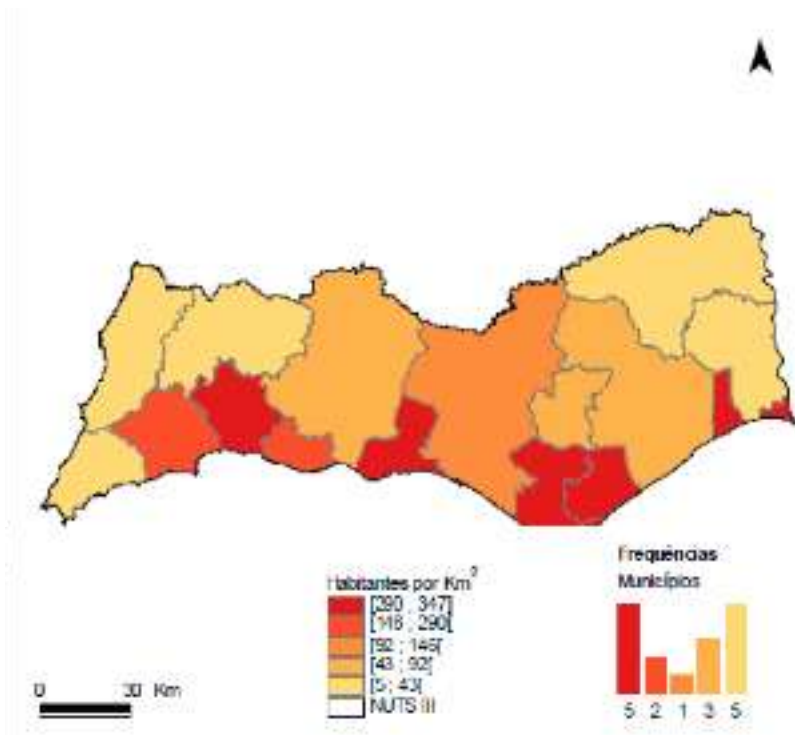 Habitantes por Km²
[290 ; 347]
[146 ; 290[
[92 ; 146[
[43 ; 92[
[5 ; 43[
NUTS III
Frequências
Municípios
5 2 1 3 5
0 30 Km